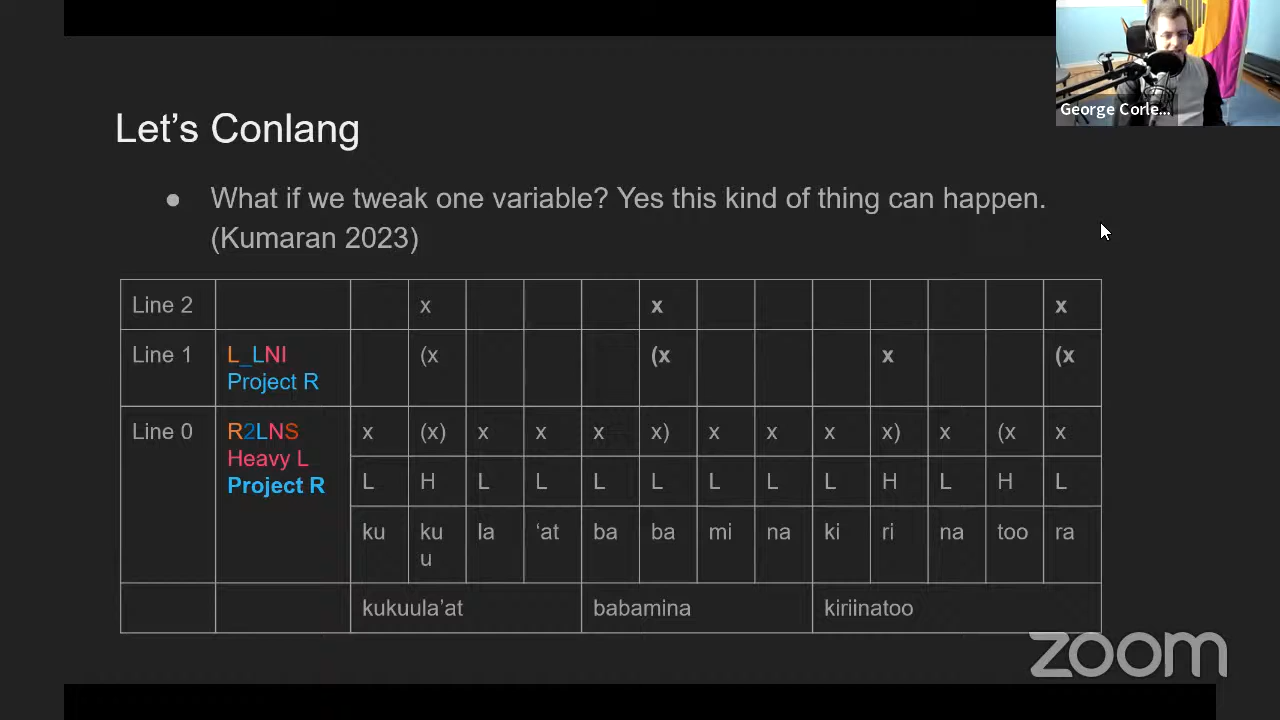 George Corle...
Let's Conlang
● What if we tweak one variable? Yes this kind of thing can happen.
(Kumaran 2023)
Line 2 x x x
Line 1 L_LNI (x (x x (x
Project R
Line 0 R2LNS x (x) x x x x) x x x x) x (x x
Heavy L
Project R
L H L L L L L L L H L H L
ku ku la ‘at ba ba mi na ki ri na too ra
u
kukuula’at babamina kiriinatoo
zoom